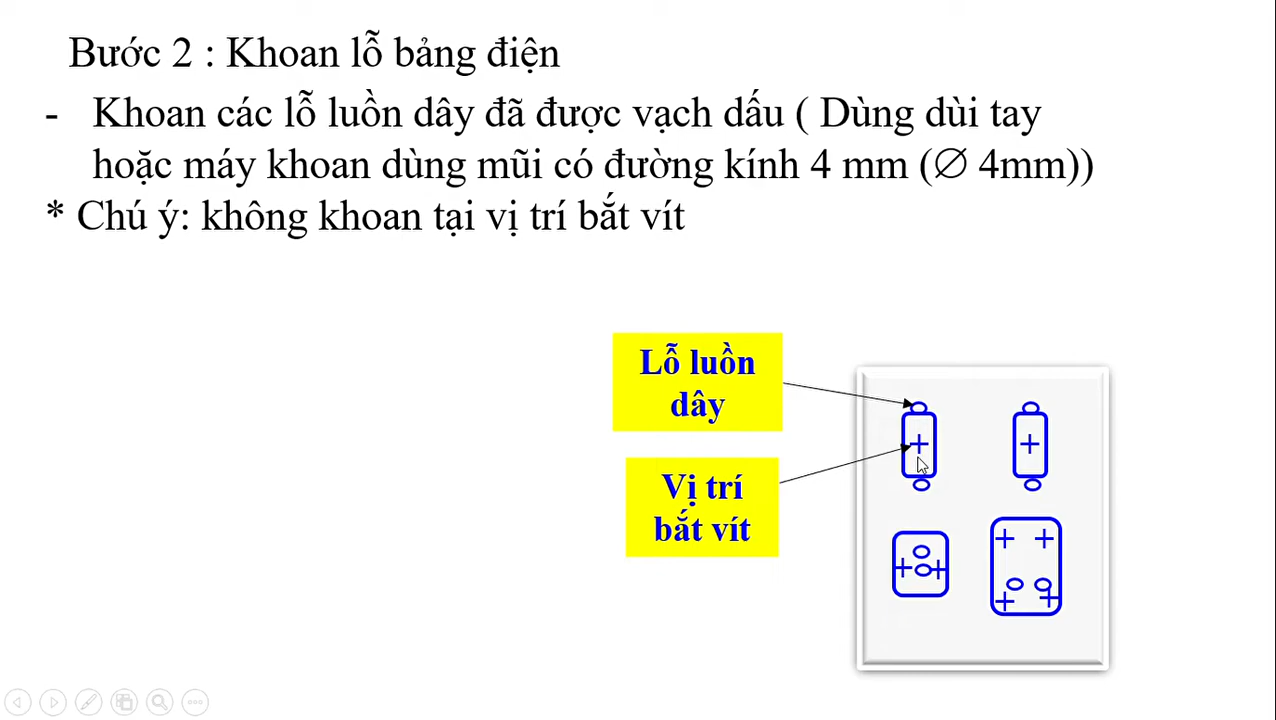 Bước 2 : Khoan lỗ bảng điện
- Khoan các lỗ luồn dây đã được vạch dấu ( Dùng dùi tay
hoặc máy khoan dùng mũi có đường kính 4 mm (∅ 4mm))
* Chú ý: không khoan tại vị trí bắt vít
Lỗ luồn
dây
Vị trí
bắt vít